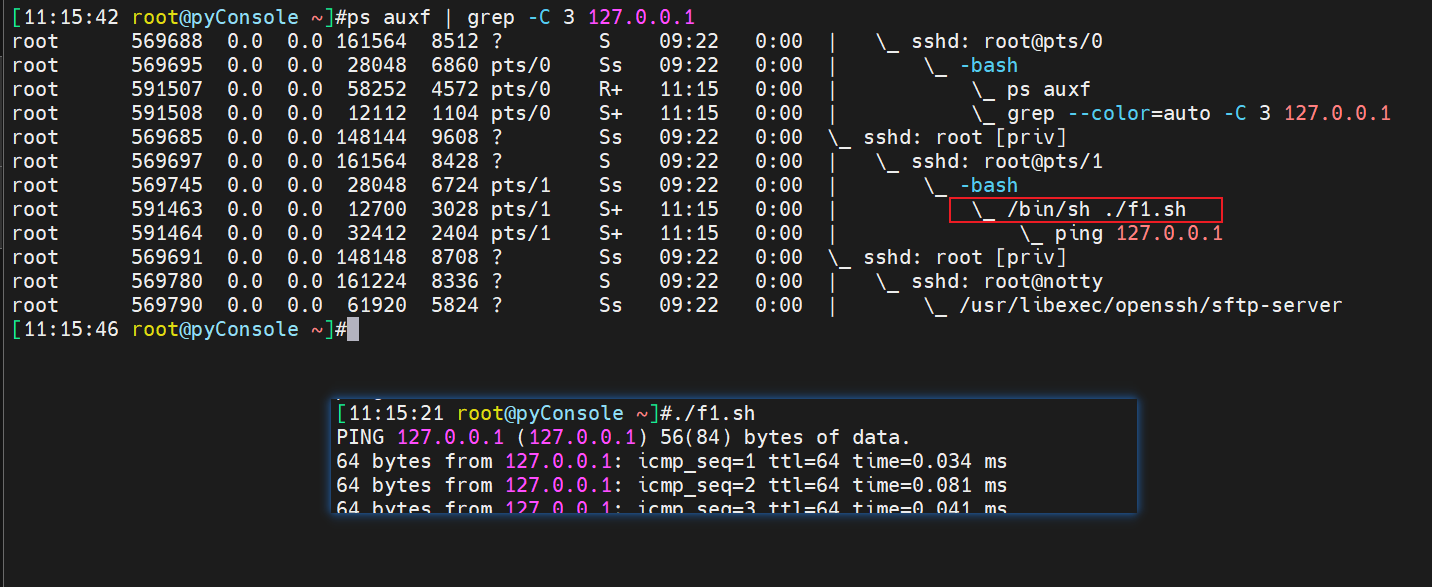 [11:15:42 root@pyConsole ~]#ps auxf | grep -C 3 127.0.0.1
root      569688  0.0  0.0 161564  8512 ?        S    09:22   0:00  |   \_ sshd: root@pts/0
root      569695  0.0  0.0  28048  6860 pts/0    Ss   09:22   0:00  |       \_ -bash
root      591507  0.0  0.0  58252  4572 pts/0    R+   11:15   0:00  |           \_ ps auxf
root      591508  0.0  0.0  12112  1104 pts/0    S+   11:15   0:00  |           \_ grep --color=auto -C 3 127.0.0.1
root      569685  0.0  0.0 148144  9608 ?        Ss   09:22   0:00  \_ sshd: root [priv]
root      569697  0.0  0.0 161564  8428 ?        S    09:22   0:00  |   \_ sshd: root@pts/1
root      569745  0.0  0.0  28048  6724 pts/1    Ss   09:22   0:00  |       \_ -bash
root      591463  0.0  0.0  12700  3028 pts/1    S+   11:15   0:00  |           \_ /bin/sh ./f1.sh
root      591464  0.0  0.0  32412  2404 pts/1    S+   11:15   0:00  |               \_ ping 127.0.0.1
root      569691  0.0  0.0 148148  8708 ?        Ss   09:22   0:00  \_ sshd: root [priv]
root      569780  0.0  0.0 161224  8336 ?        S    09:22   0:00  |   \_ sshd: root@notty
root      569790  0.0  0.0  61920  5824 ?        Ss   09:22   0:00  |       \_ /usr/libexec/openssh/sftp-server
[11:15:46 root@pyConsole ~]#
[11:15:21 root@pyConsole ~]#./f1.sh
PING 127.0.0.1 (127.0.0.1) 56(84) bytes of data.
64 bytes from 127.0.0.1: icmp_seq=1 ttl=64 time=0.034 ms
64 bytes from 127.0.0.1: icmp_seq=2 ttl=64 time=0.081 ms
64 bytes from 127.0.0.1: icmp_seq=3 ttl=64 time=0.041 ms